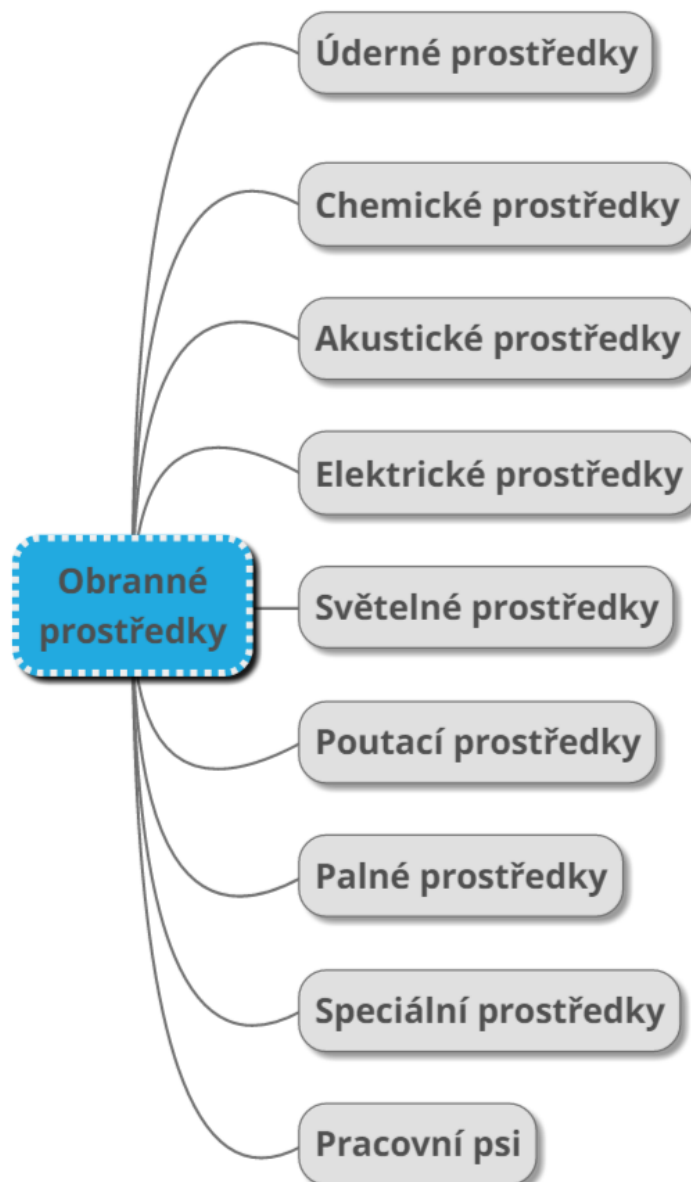 Úderné prostředky
Chemické prostředky
Akustické prostředky
Elektrické prostředky
Obranné
prostředky
Světelné prostředky
Poutací prostředky
Palné prostředky
Speciální prostředky
Pracovní psi